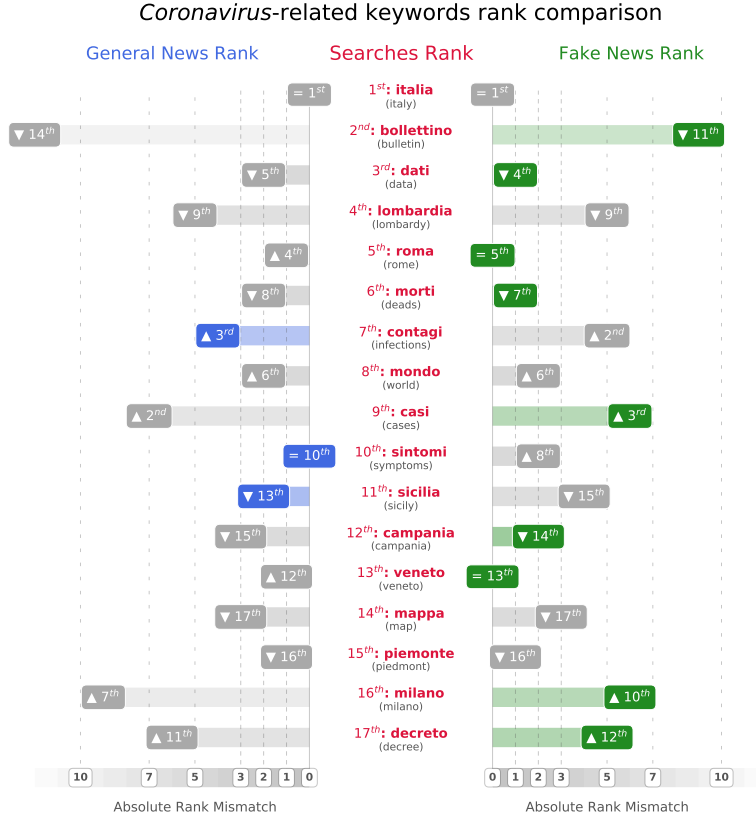 Coronavirus-related keywords rank comparison
General News Rank Searches Rank Fake News Rank
= 1st 1st: italia = 1st
(italy)
▼ 14th 2nd: bollettino ▼ 11th
(bulletin)
▼ 5th 3rd: dati ▼ 4th
(data)
▼ 9th 4th: lombardia ▼ 9th
(lombardy)
▲ 4th 5th: roma = 5th
(rome)
▼ 8th 6th: morti ▼ 7th
(deads)
▲ 3rd 7th: contagi ▲ 2nd
(infections)
▲ 6th 8th: mondo ▲ 6th
(world)
▲ 2nd 9th: casi ▲ 3rd
(cases)
= 10th 10th: sintomi ▲ 8th
(symptoms)
▼ 13th 11th: sicilia ▼ 15th
(sicily)
▼ 15th 12th: campania ▼ 14th
(campania)
▲ 12th 13th: veneto = 13th
(veneto)
▼ 17th 14th: mappa ▼ 17th
(map)
▼ 16th 15th: piemonte ▼ 16th
(piedmont)
▲ 7th 16th: milano ▲ 10th
(milano)
▲ 11th 17th: decreto ▲ 12th
(decree)
10 7 5 3 2 1 0 0 1 2 3 5 7 10
Absolute Rank Mismatch Absolute Rank Mismatch